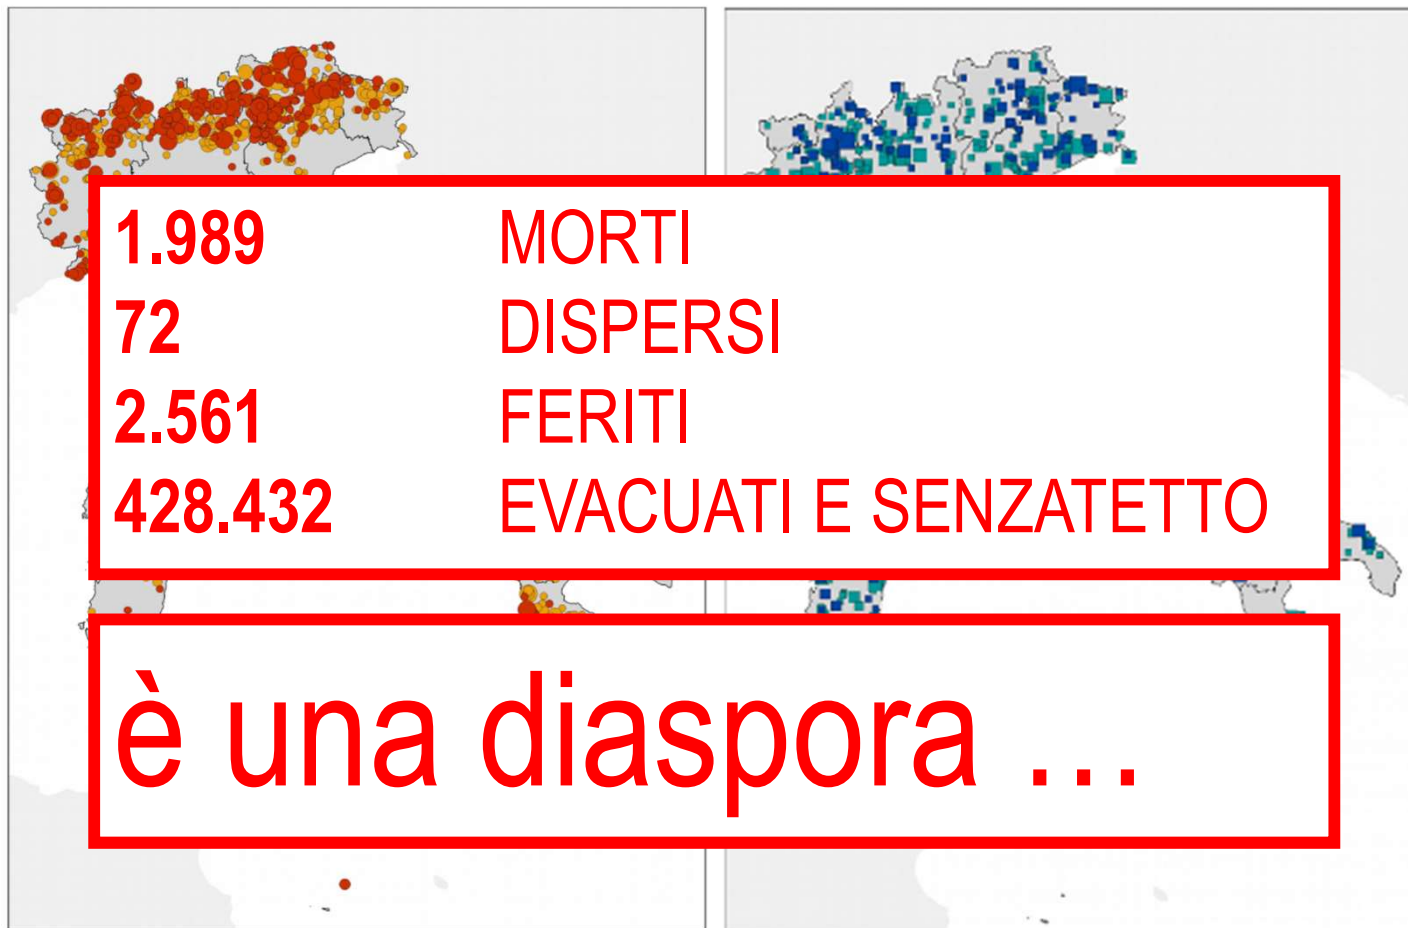 1.989 MORTI
72 DISPERSI
2.561 FERITI
428.432 EVACUATI E SENZATETTO
è una diaspora …